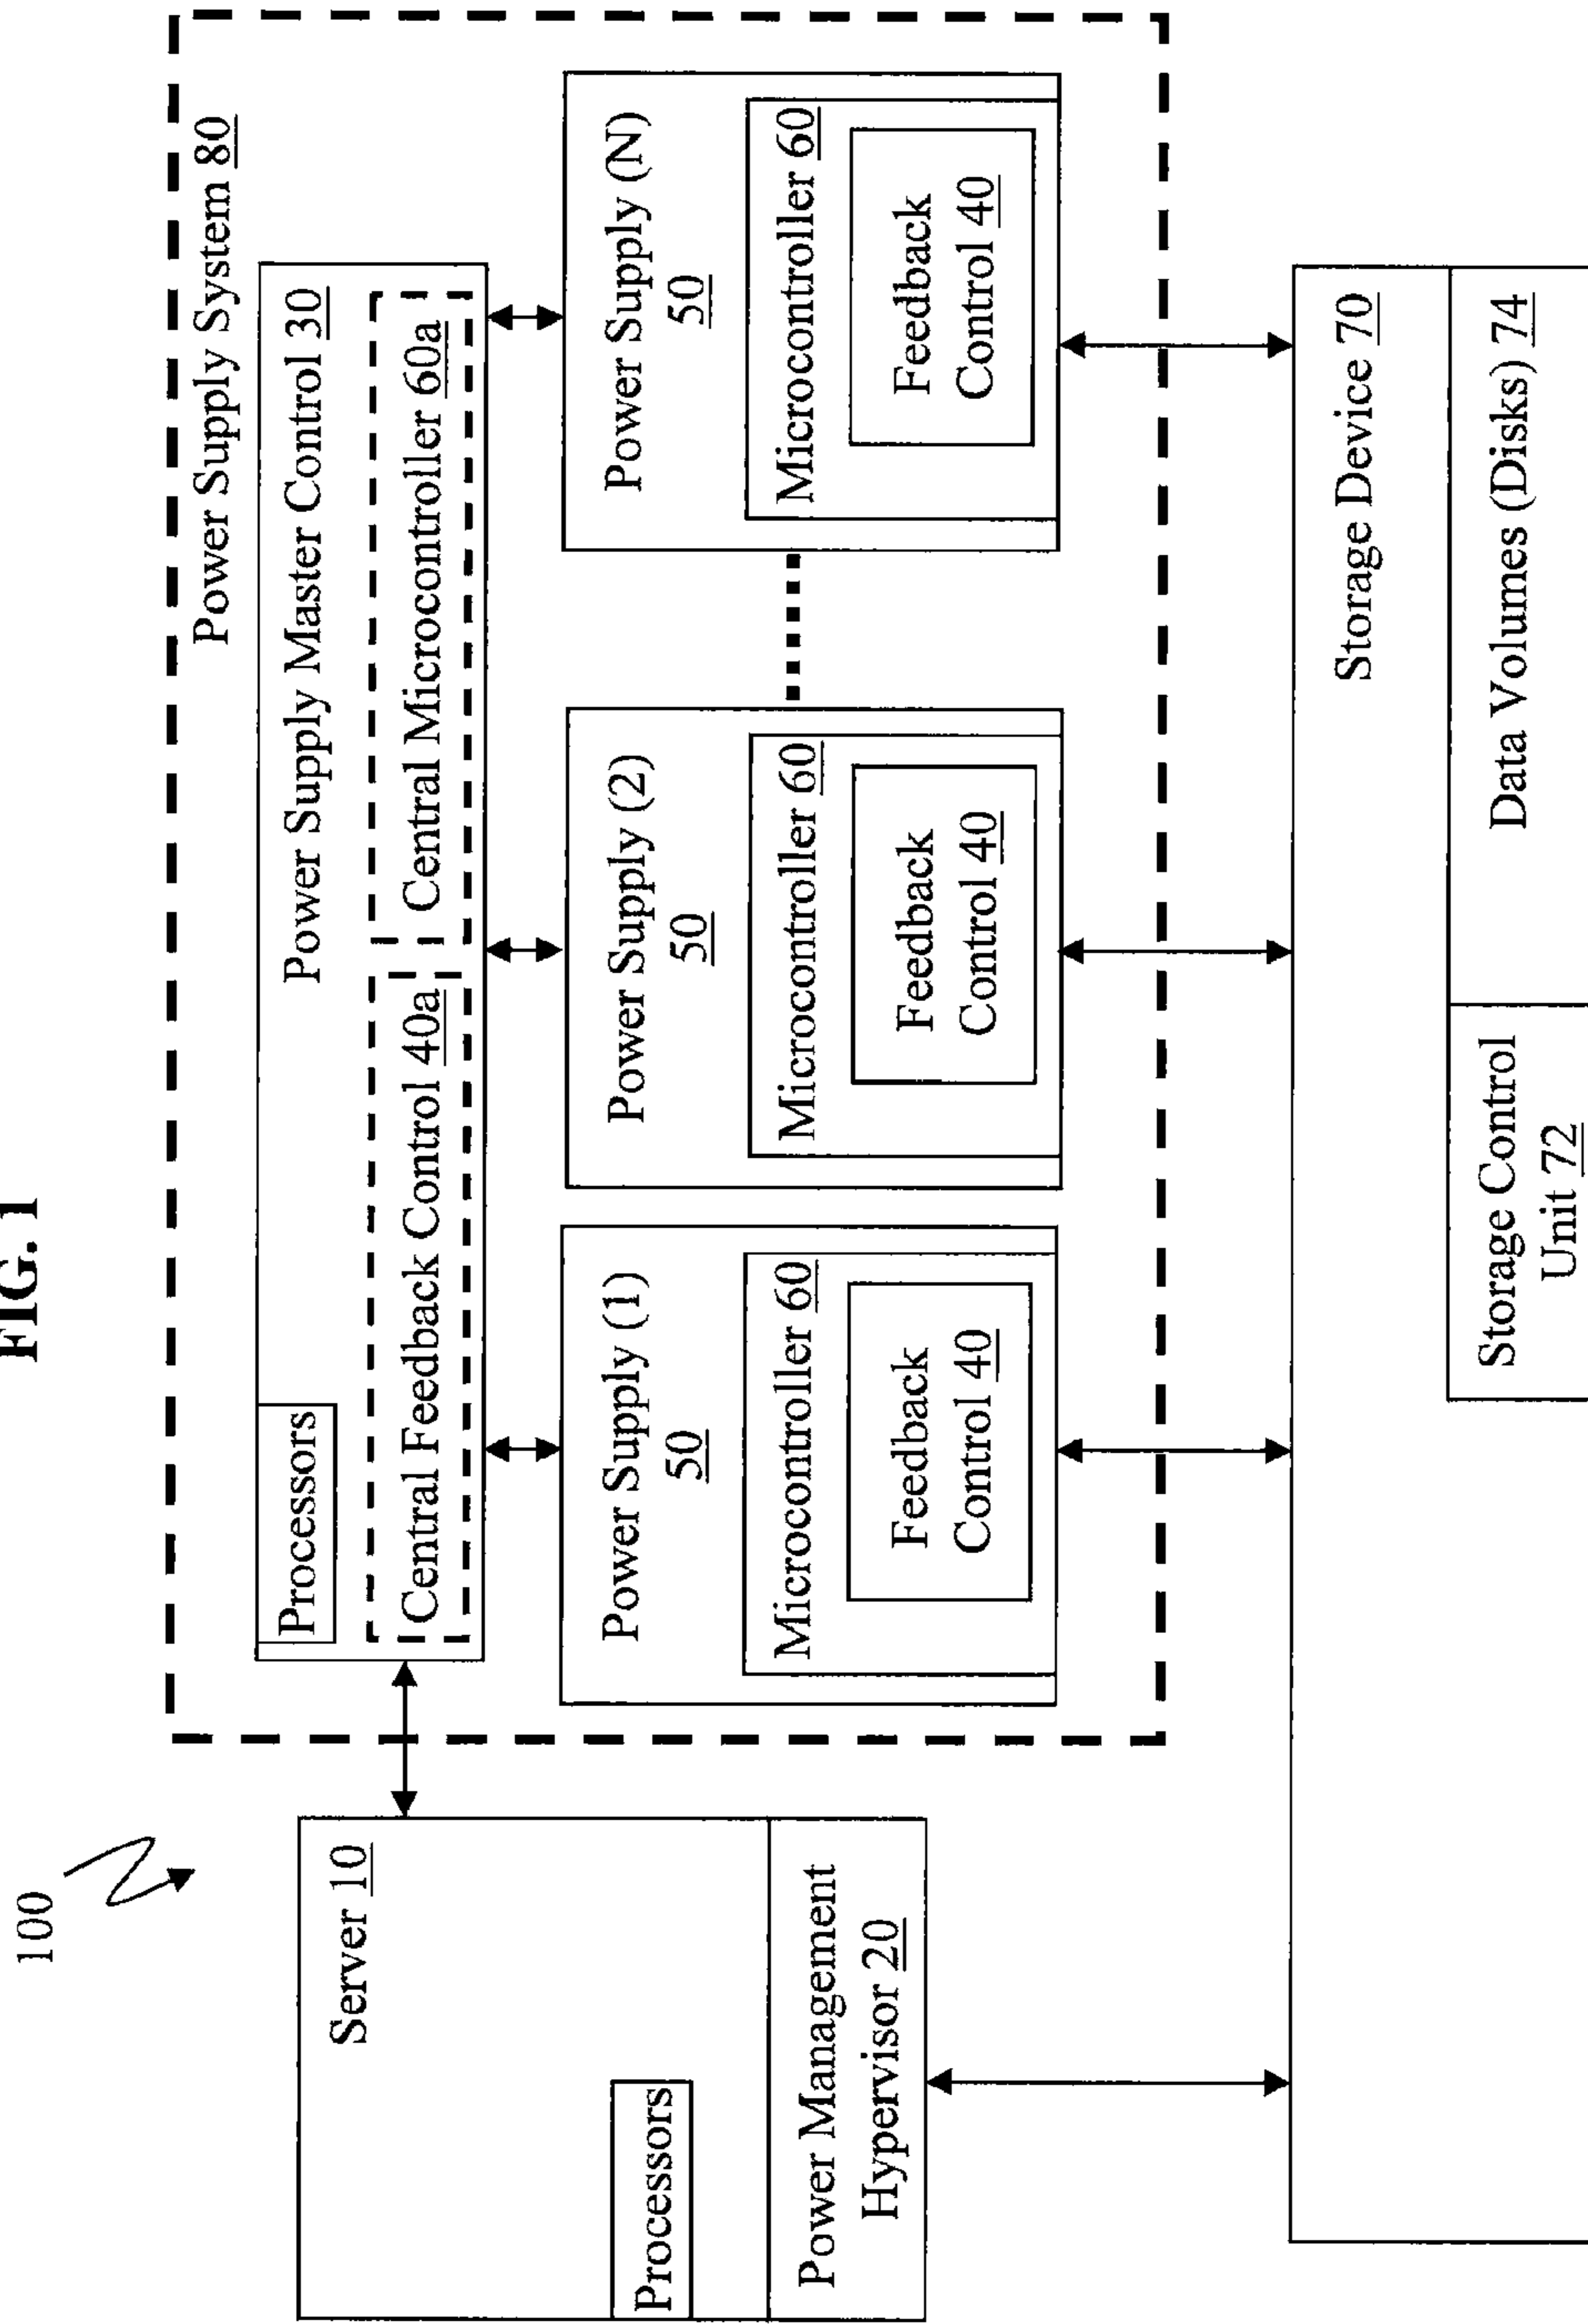 FIG. 1
100
Server 10
Processors
Power Management
Hypervisor 20
Power Supply System 80
Power Supply Master Control 30
Processors
Central Feedback Control 40a
Central Microcontroller 60a
Power Supply (1)
50
Microcontroller 60
Feedback
Control 40
Power Supply (2)
50
Microcontroller 60
Feedback
Control 40
Power Supply (N)
50
Microcontroller 60
Feedback
Control 40
Storage Device 70
Storage Control
Unit 72
Data Volumes (Disks) 74